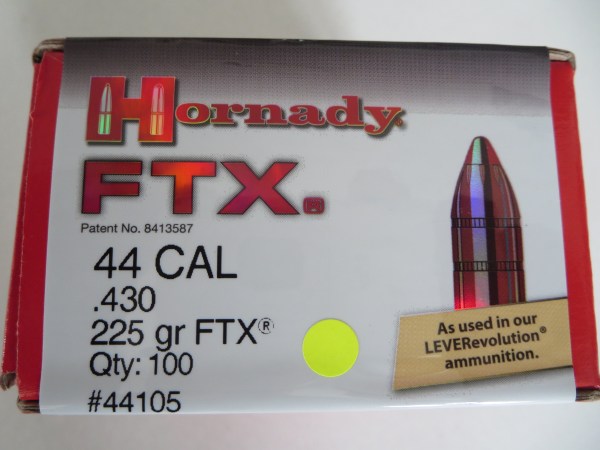 Hornady®
FTX®
Patent No. 8413587
44 CAL
.430
225 gr FTX®
Qty: 100
#44105
As used in our
LEVERevolution®
ammunition.